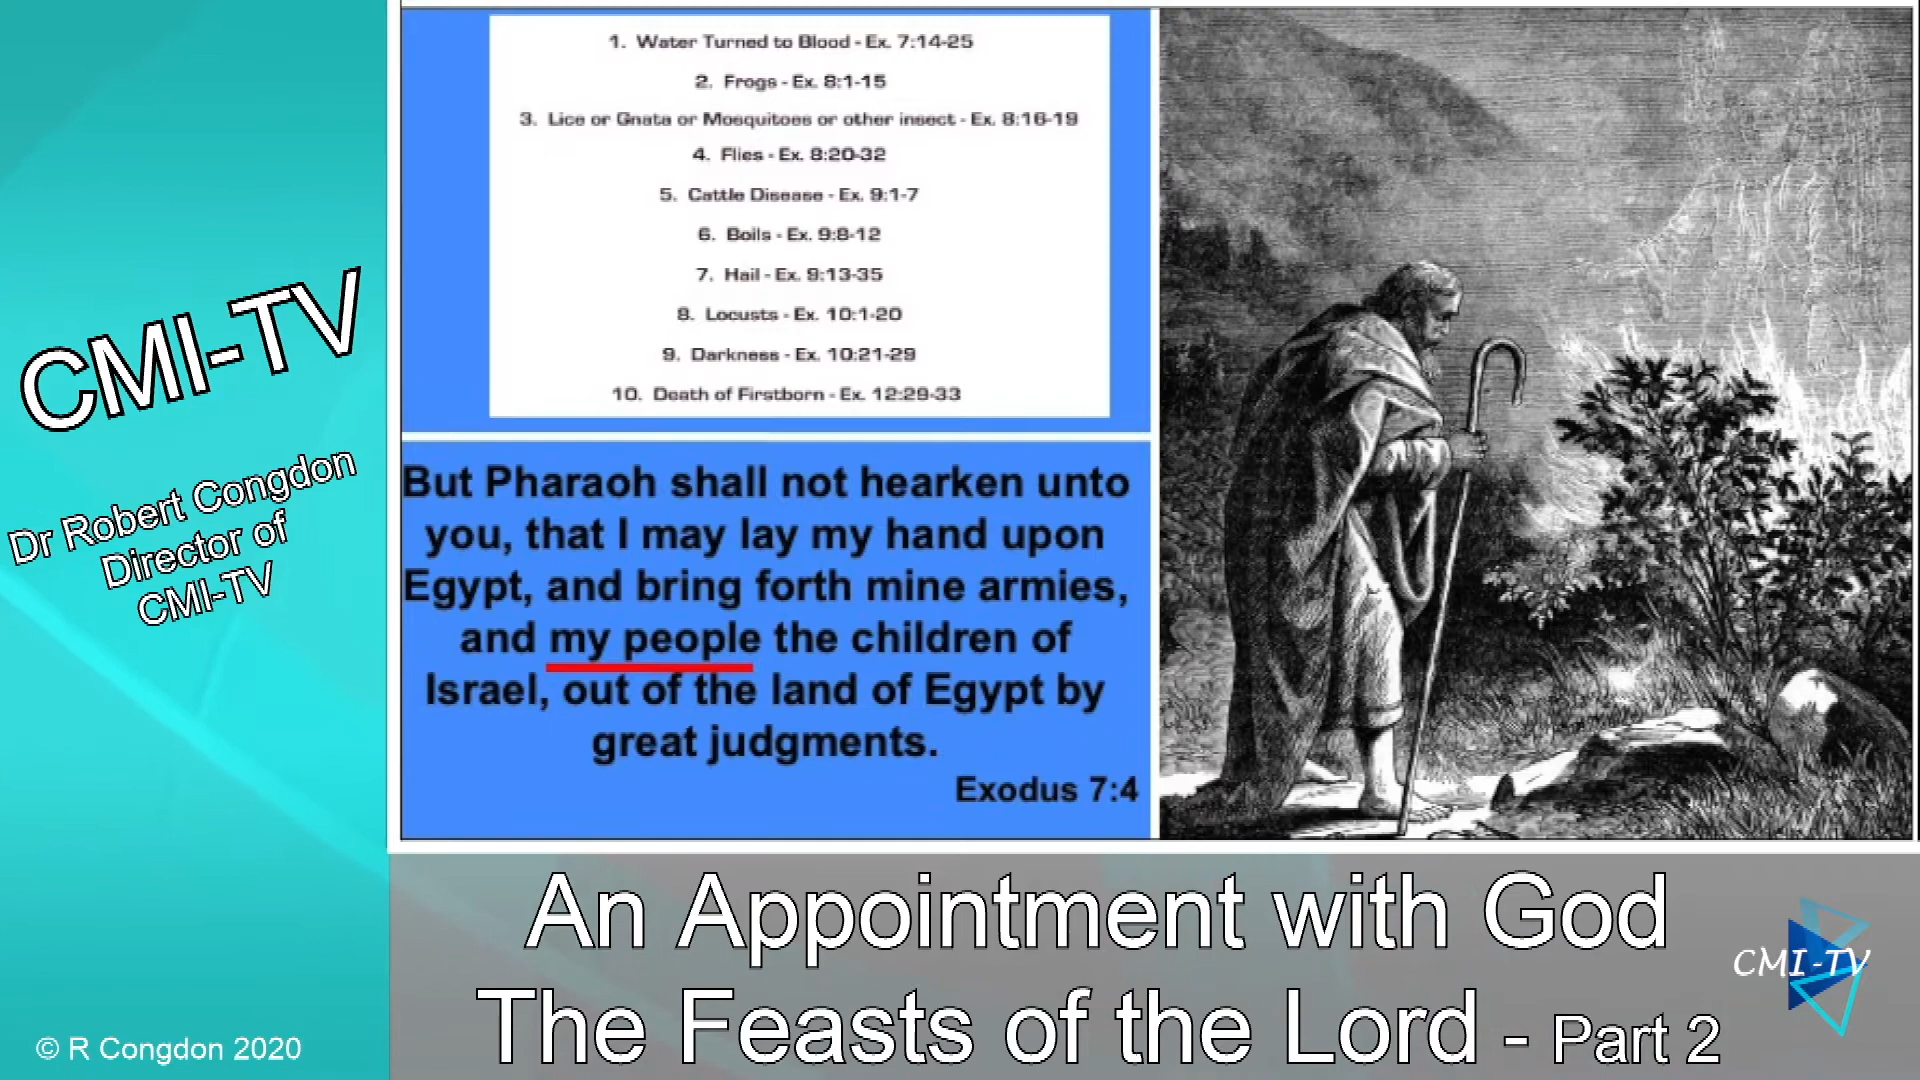 CMI-TV
Dr Robert Congdon
Director of
CMI-TV
© R Congdon 2020
1. Water Turned to Blood - Ex. 7:14-25
2. Frogs - Ex. 8:1-15
3. Lice or Gnats or Mosquitoes or other insect - Ex. 8:16-19
4. Flies - Ex. 8:20-32
5. Cattle Disease - Ex. 9:1-7
6. Boils - Ex. 9:8-12
7. Hail - Ex. 9:13-35
8. Locusts - Ex. 10:1-20
9. Darkness - Ex. 10:21-29
10. Death of Firstborn - Ex. 12:29-33
But Pharaoh shall not hearken unto
you, that I may lay my hand upon
Egypt, and bring forth mine armies,
and my people the children of
Israel, out of the land of Egypt by
great judgments.
Exodus 7:4
An Appointment with God
The Feasts of the Lord - Part 2
CMI-TV